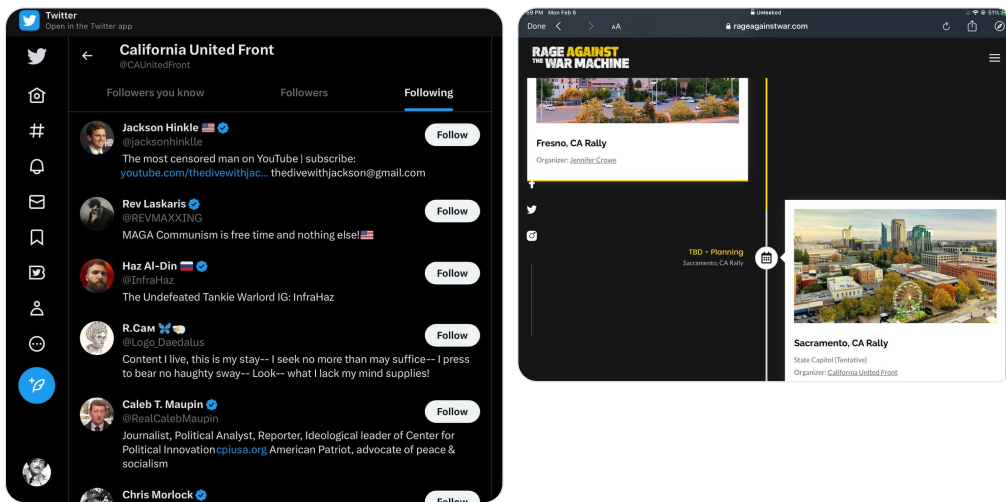 Twitter
Open in the Twitter app
California United Front
@CAUnitedFront
Followers you know
Followers
Following
Jackson Hinkle
@jacksonhinklle
Follow
The most censored man on YouTube | subscribe:
youtube.com/thedivewithjac... thedivewithjackson@gmail.com
Rev Laskaris
@REVMAXXING
Follow
MAGA Communism is free time and nothing else!
Haz Al-Din
@InfraHaz
Follow
The Undefeated Tankie Warlord IG: InfraHaz
R.Cам
@Logo_Daedalus
Follow
Content I live, this is my stay-- I seek no more than may suffice-- I press
to bear no haughty sway-- Look-- what I lack my mind supplies!
Caleb T. Maupin
@RealCalebMaupin
Follow
Journalist, Political Analyst, Reporter, Ideological leader of Center for
Political Innovation cpiusa.org American Patriot, advocate of peace &
socialism
Chris Morlock
Follow
59 PM Mon Feb 6
51%
Done
AA
rageagainstwar.com
RAGE AGAINST
THE WAR MACHINE
Fresno, CA Rally
Organizer: Jennifer Crowe
TBD - Planning
Sacramento, CA Rally
Sacramento, CA Rally
State Capitol (Tentative)
Organizer: California United Front